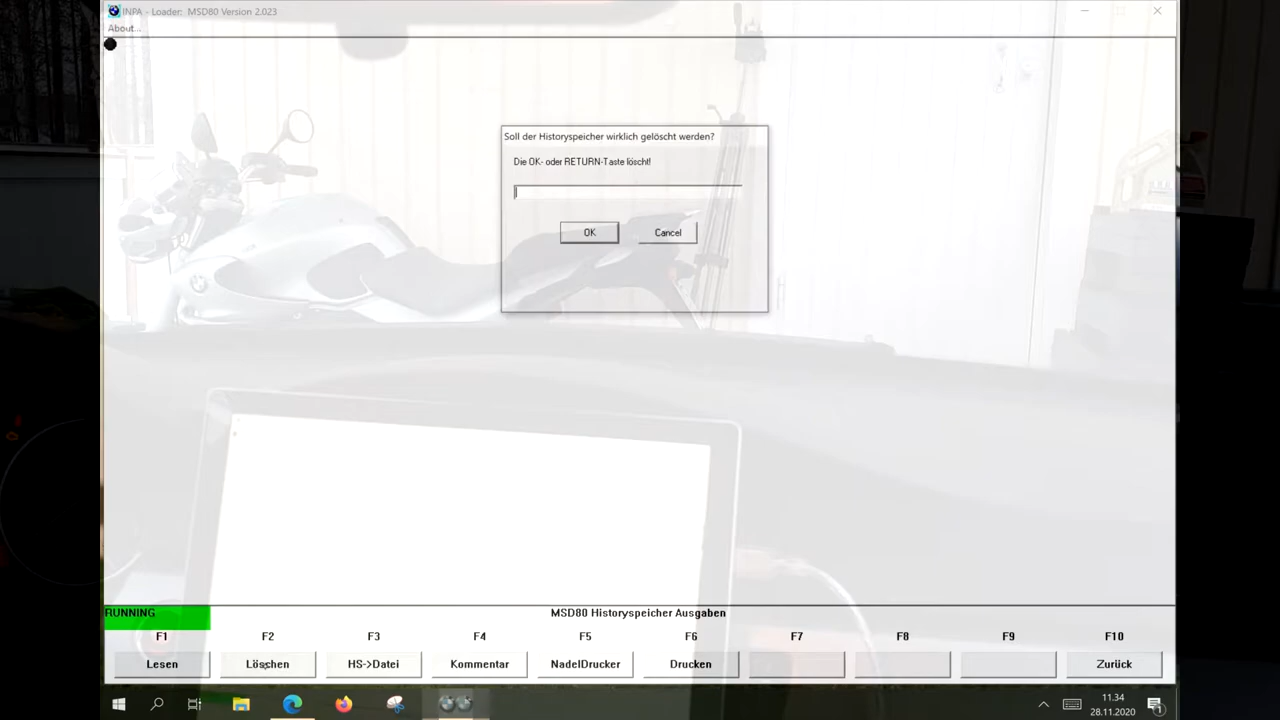 INPA - Loader: MSD80 Version 2.023
About...
Soll der Historyspeicher wirklich gelöscht werden?
Die OK- oder RETURN-Taste löscht!
OK Cancel
RUNNING MSD80 Historyspeicher Ausgaben
F1 F2 F3 F4 F5 F6 F7 F8 F9 F10
Lesen Löschen HS->Datei Kommentar NadelDrucker Drucken Zurück
11.34
28.11.2020
1